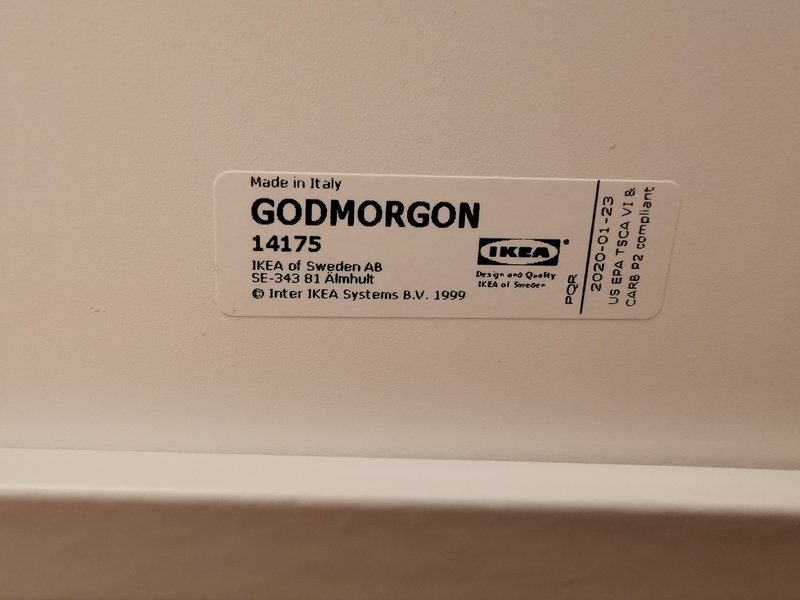 Made in Italy
GODMORGON
14175
IKEA of Sweden AB
SE-343 81 Älmhult
© Inter IKEA Systems B.V. 1999
IKEA®
Design and Quality
IKEA of Sweden
PQR
2020-01-23
US EPA TSCA VI &
CARB P2 compliant